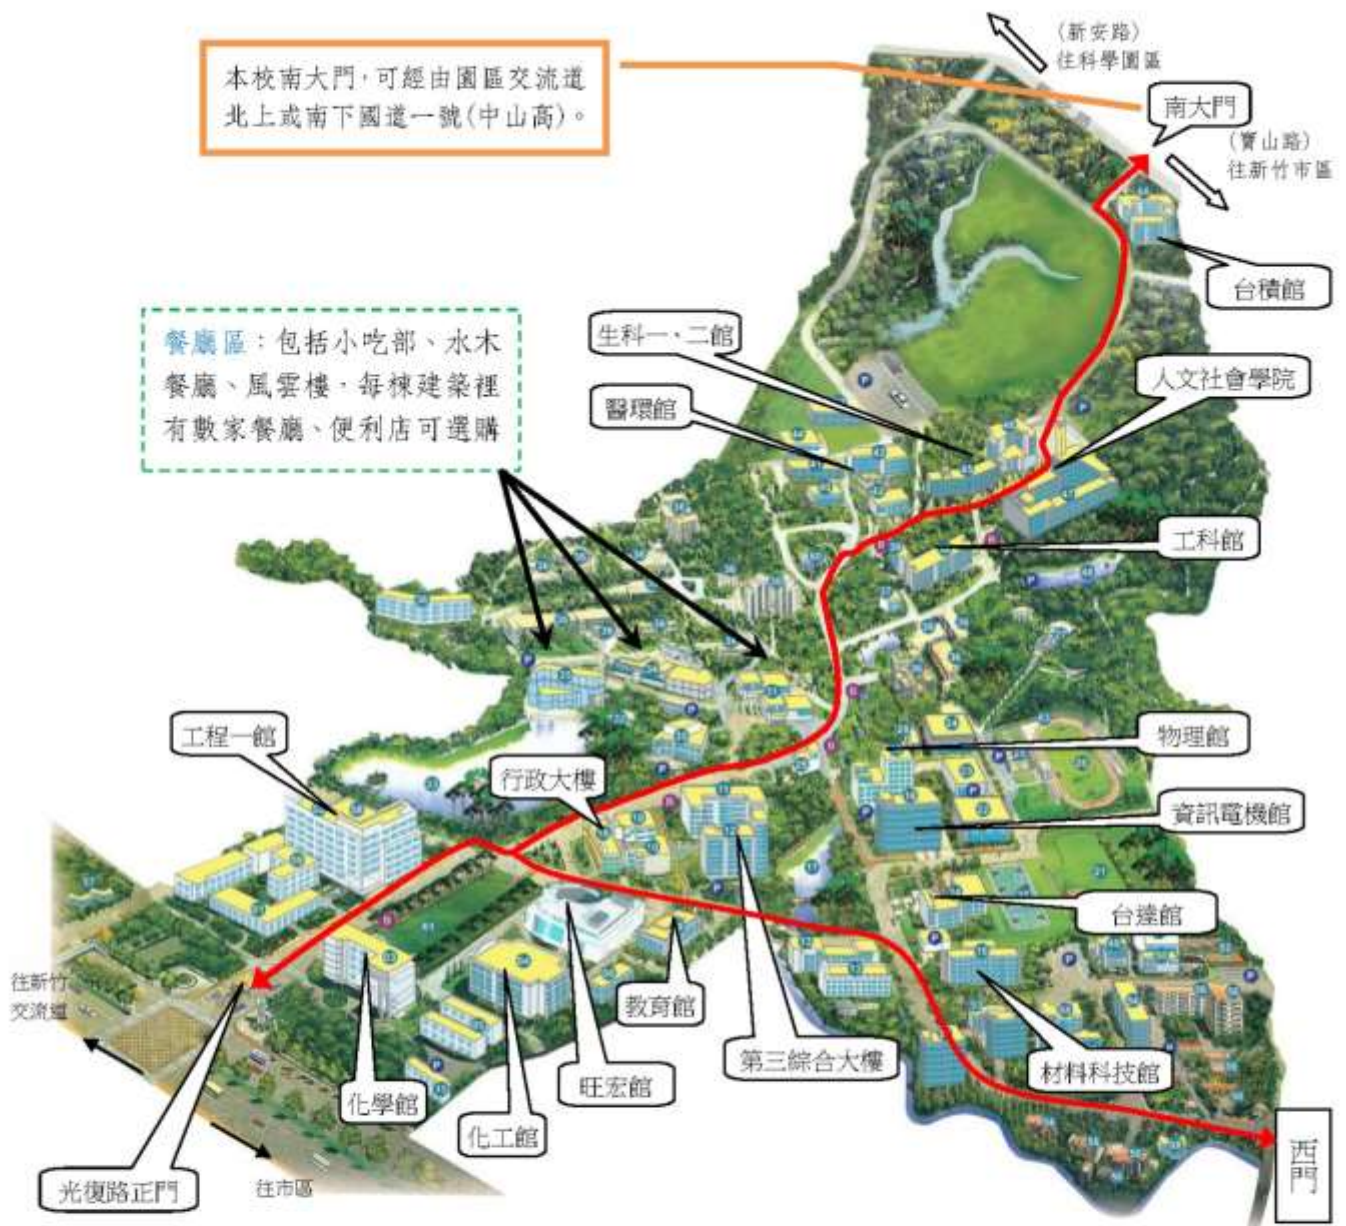 (新安路)
往科學園區
本校南大門，可經由園區交流道
北上或南下國道一號(中山高)。
南大門
(寶山路)
往新竹市區
台積館
餐廳區：包括小吃部、水木
餐廳、風雲樓，每棟建築裡
有數家餐廳、便利店可選購
生科一、二館
人文社會學院
醫環館
工科館
工程一館
物理館
行政大樓
資訊電機館
台達館
往新竹
交流道
教育館
第三綜合大樓
材料科技館
旺宏館
化學館
化工館
西門
光復路正門
往市區